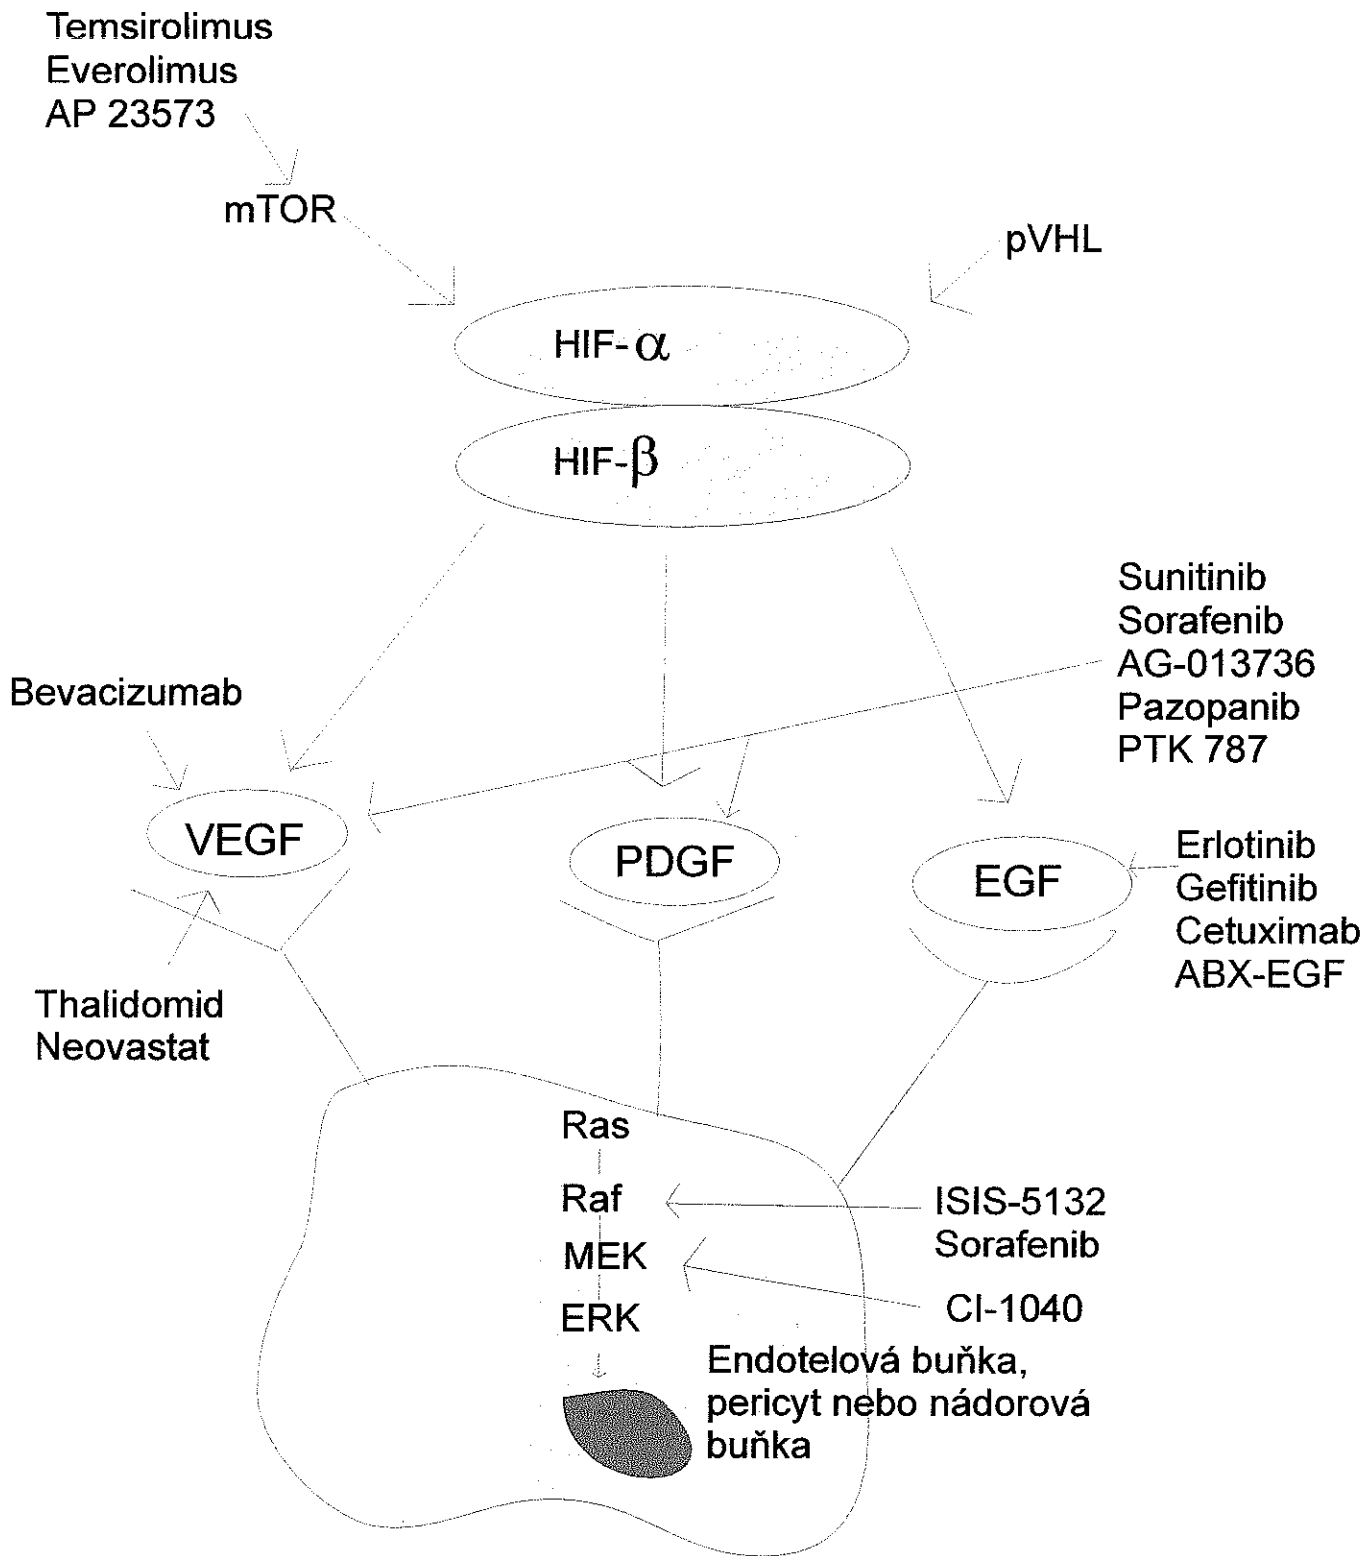 Temsirolimus
Everolimus
AP 23573
mTOR
pVHL
HIF-α
HIF-β
Sunitinib
Sorafenib
AG-013736
Pazopanib
PTK 787
Bevacizumab
VEGF
PDGF
EGF
Erlotinib
Gefitinib
Cetuximab
ABX-EGF
Thalidomid
Neovastat
Ras
Raf
MEK
ERK
ISIS-5132
Sorafenib
CI-1040
Endotelová buňka,
pericyt nebo nádorová
buňka